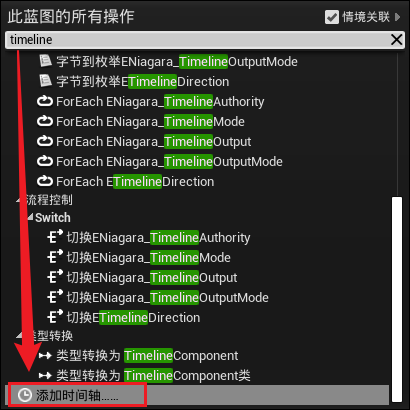 此蓝图的所有操作
情境关联
timeline
字节到枚举ENiagara_TimelineOutputMode
字节到枚举ETimelineDirection
ForEach ENiagara_TimelineAuthority
ForEach ENiagara_TimelineMode
ForEach ENiagara_TimelineOutput
ForEach ENiagara_TimelineOutputMode
ForEach ETimelineDirection
流程控制
Switch
切换ENiagara_TimelineAuthority
切换ENiagara_TimelineMode
切换ENiagara_TimelineOutput
切换ENiagara_TimelineOutputMode
切换ETimelineDirection
类型转换
类型转换为 TimelineComponent
类型转换为 TimelineComponent类
添加时间轴......